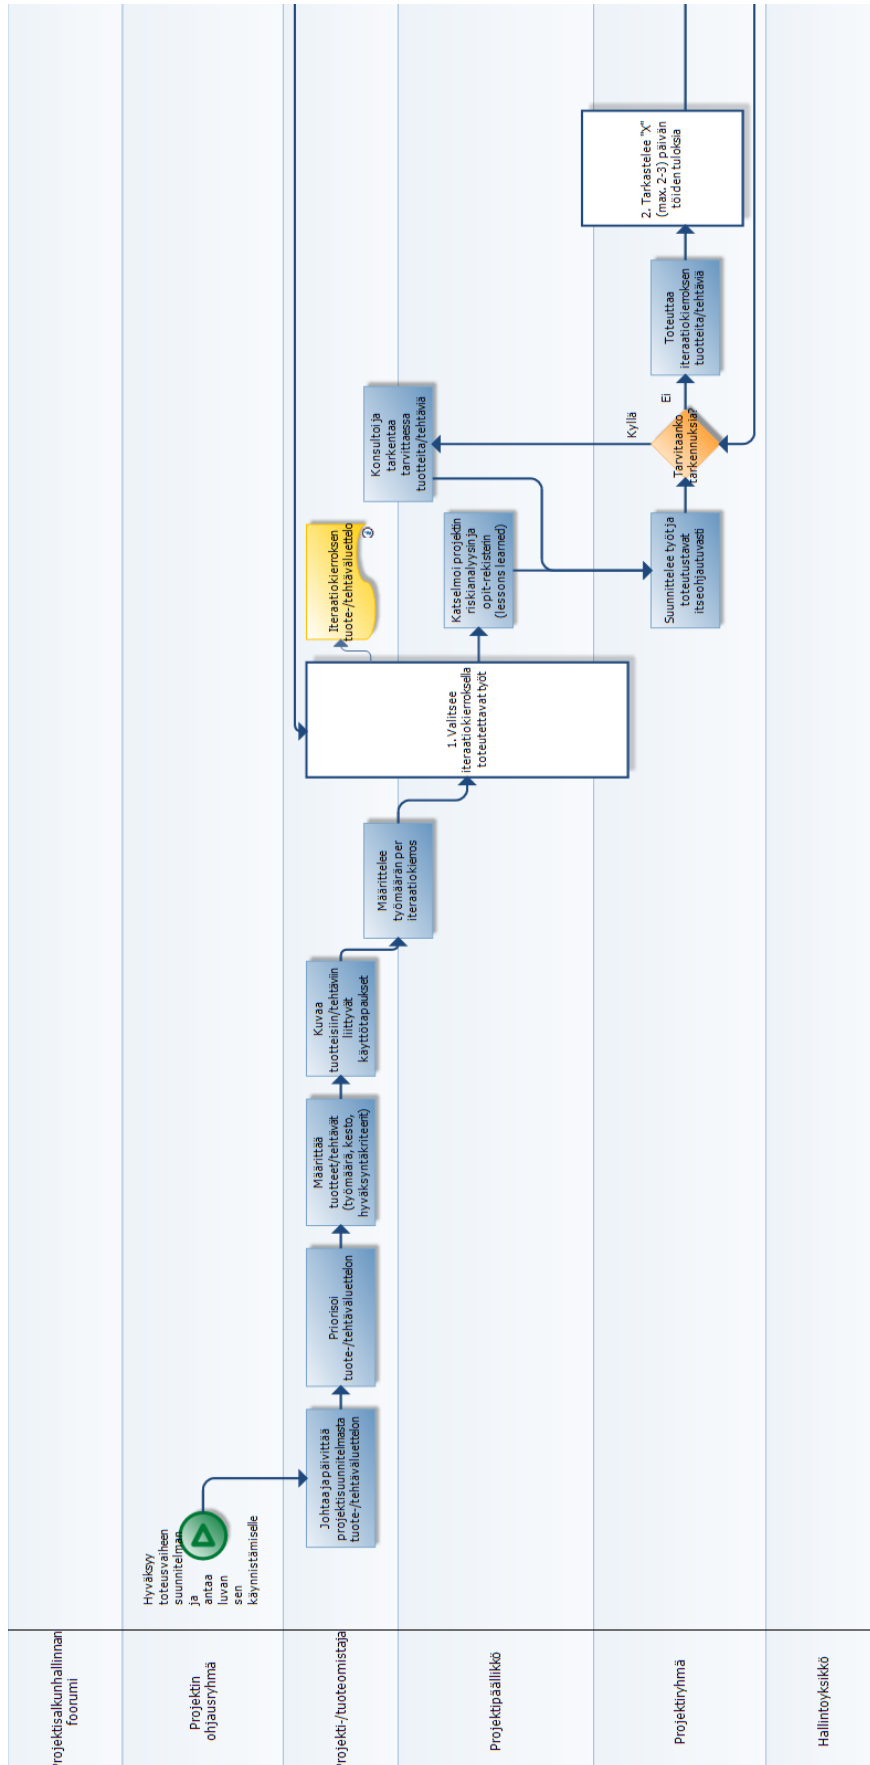 Projektisalkunhallinnan
foorumi
Projektin
ohjausryhmä
Projekti-/tuoteomistaja
Projektipäällikkö
Projektiryhmä
Hallintoyksikkö
Hyväksyy
toteusvaiheen
suunnitelman
ja
antaa
luvan
sen
käynnistämiselle
Johtaa ja päivittää
projektisuunnitelmasta
tuote-/tehtäväluettelon
Priorisoi
tuote-/tehtäväluettelon
Määrittää
tuotteet/tehtävät
(työmäärä, kesto,
hyväksyntäkriteerit)
Kuvaa
tuotteisiin/tehtäviin
liittyvät
käyttötapaukset
Määrittelee
työmäärän per
iteraatiokierros
1. Valitsee
iteraatiokierroksella
toteutettavat työt
Iteraatiokierroksen
tuote-/tehtäväluettelo
Katselmoi projektin
riskianalyysin ja
opit-rekisterin
(lessons learned)
Konsultoi ja
tarkentaa
tarvittaessa
tuotteita/tehtäviä
Suunnittelee työt ja
toteutustavat
itseohjautuvasti
Tarvitaanko
tarkennuksia?
Kyllä
Ei
Toteuttaa
iteraatiokierroksen
tuotteita/tehtäviä
2. Tarkastelee "X"
(max. 2-3) päivän
töiden tuloksia